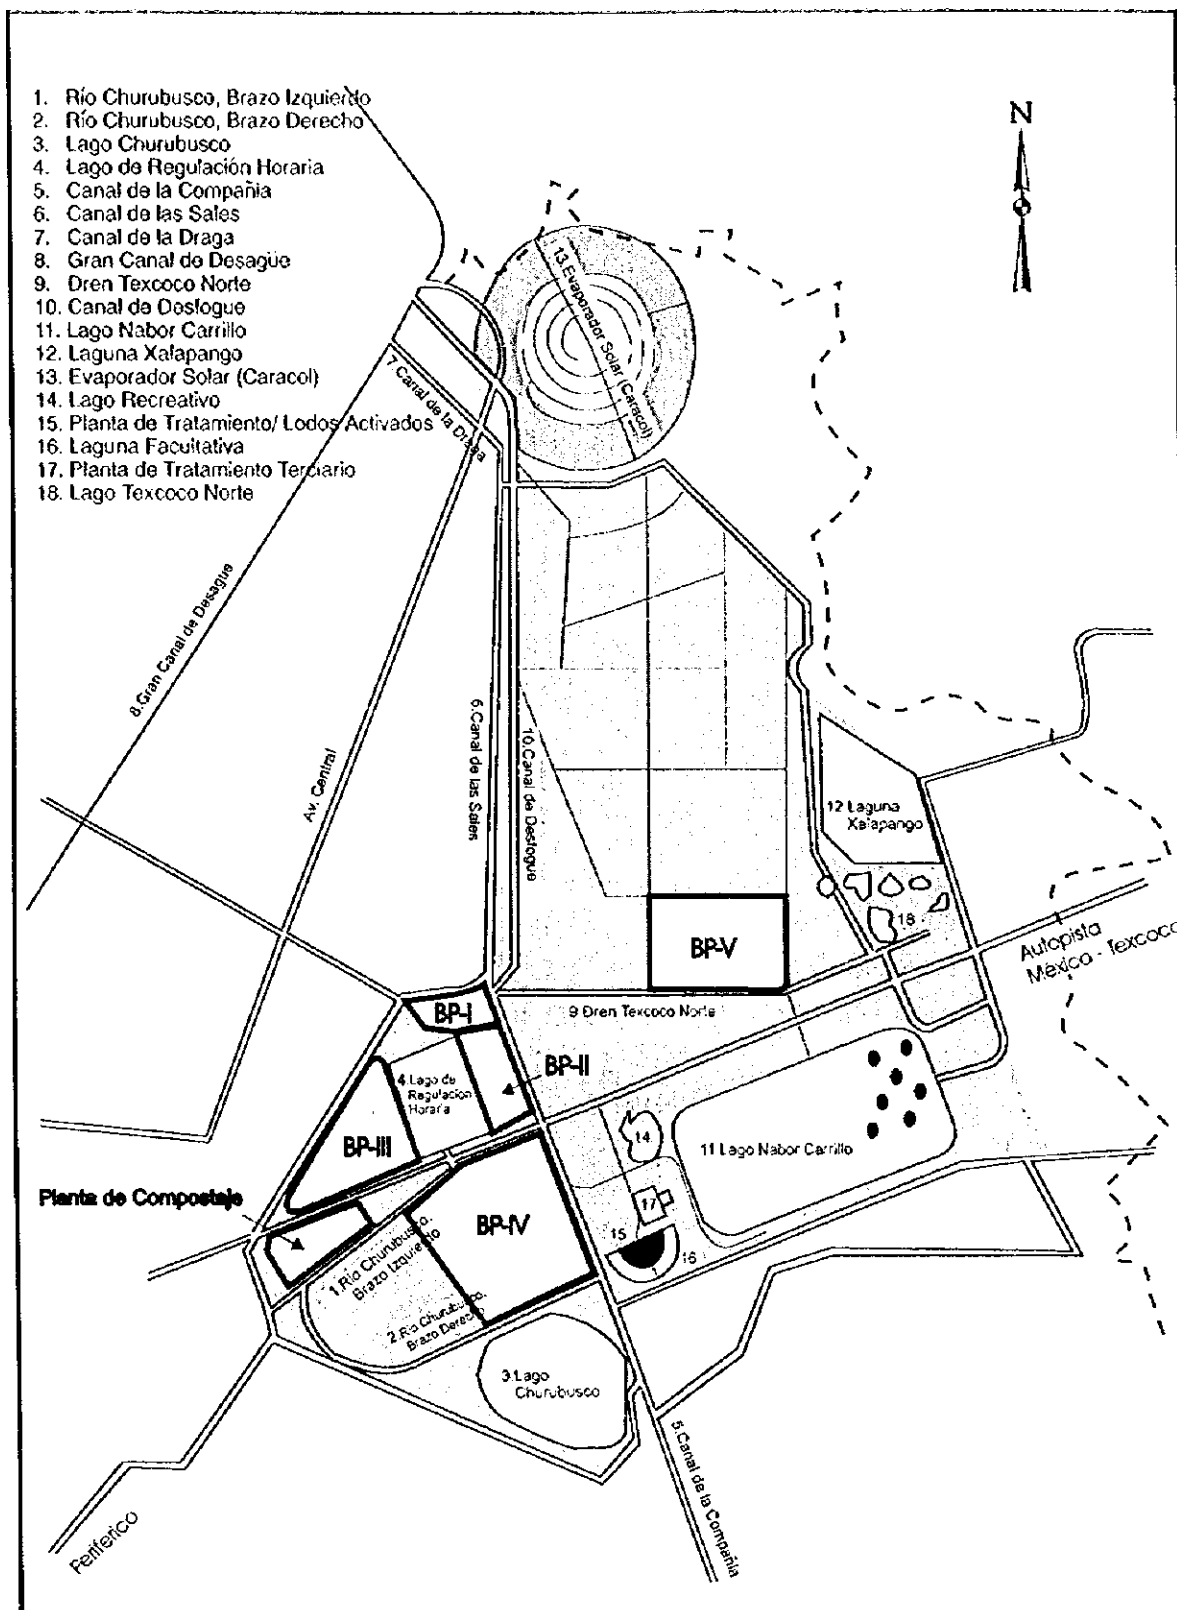 1. Río Churubusco, Brazo Izquierdo
2. Río Churubusco, Brazo Derecho
3. Lago Churubusco
4. Lago de Regulación Horaria
5. Canal de la Compañia
6. Canal de las Sales
7. Canal de la Draga
8. Gran Canal de Desagüe
9. Dren Texcoco Norte
10. Canal de Desfogue
11. Lago Nabor Carrillo
12. Laguna Xalapango
13. Evaporador Solar (Caracol)
14. Lago Recreativo
15. Planta de Tratamiento/ Lodos Activados
16. Laguna Facultativa
17. Planta de Tratamiento Terciario
18. Lago Texcoco Norte
N
13.Evaporador Solar (Caracol)
7.Canal de la Draga
8.Gran Canal de Desague
Av. Central
6.Canal de las Sales
10.Canal de Desfogue
12 Laguna
Xalapango
18
Autopista
México - Texcoco
BP-V
9 Dren Texcoco Norte
BP-I
BP-II
4.Lago de
Regulación
Horaria
BP-III
14
11 Lago Nabor Carrillo
Planta de Compostaje
17
BP-IV
15
16
1
1.Río Churubusco.
Brazo Izquierdo
2.Río Churubusco.
Brazo Derecho
3.Lago
Churubusco
5.Canal de la Compañia
Periferico